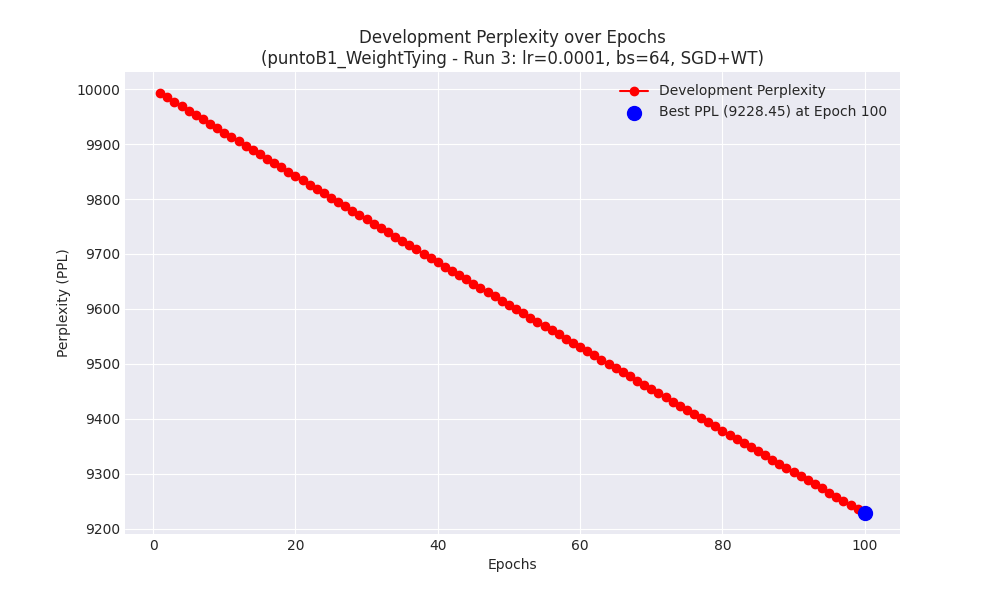 Development Perplexity over Epochs
(puntoB1_WeightTying - Run 3: lr=0.0001, bs=64, SGD+WT)
Development Perplexity
Best PPL (9228.45) at Epoch 100
Perplexity (PPL)
10000
9900
9800
9700
9600
9500
9400
9300
9200
0 20 40 60 80 100
Epochs